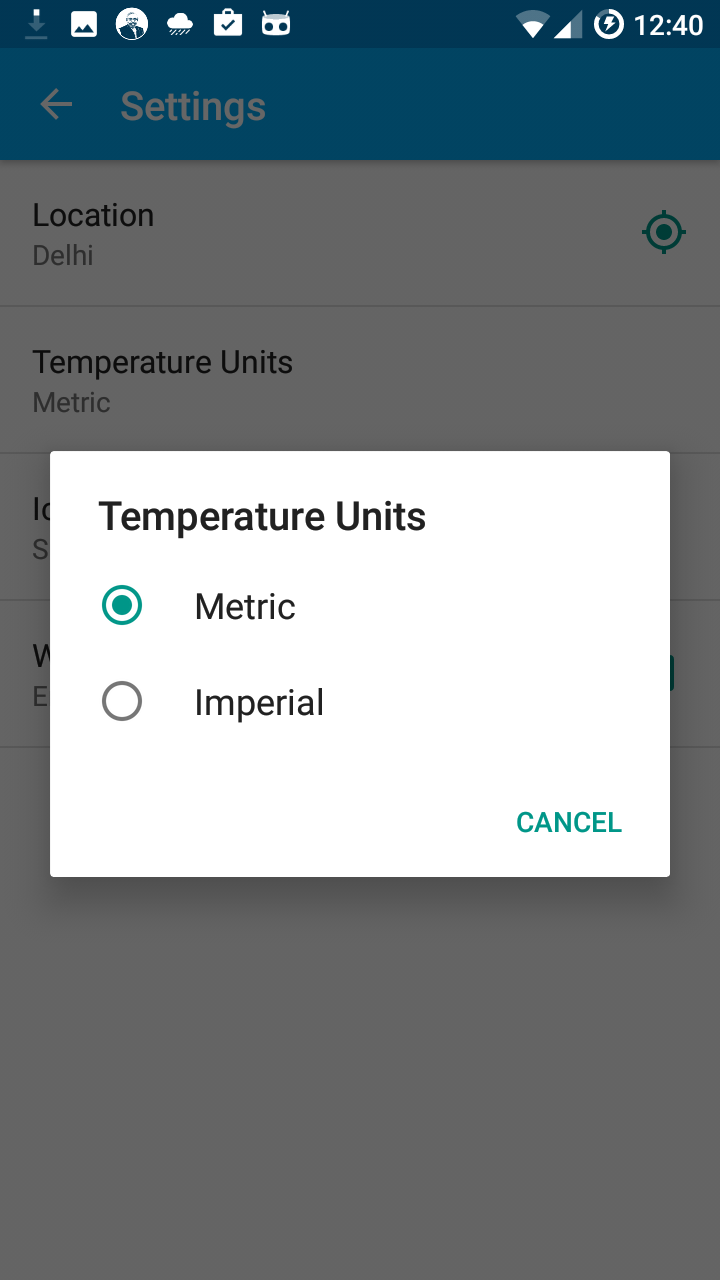 12:40
Settings
Location
Delhi
Temperature Units
Metric
Temperature Units
Metric
Imperial
CANCEL